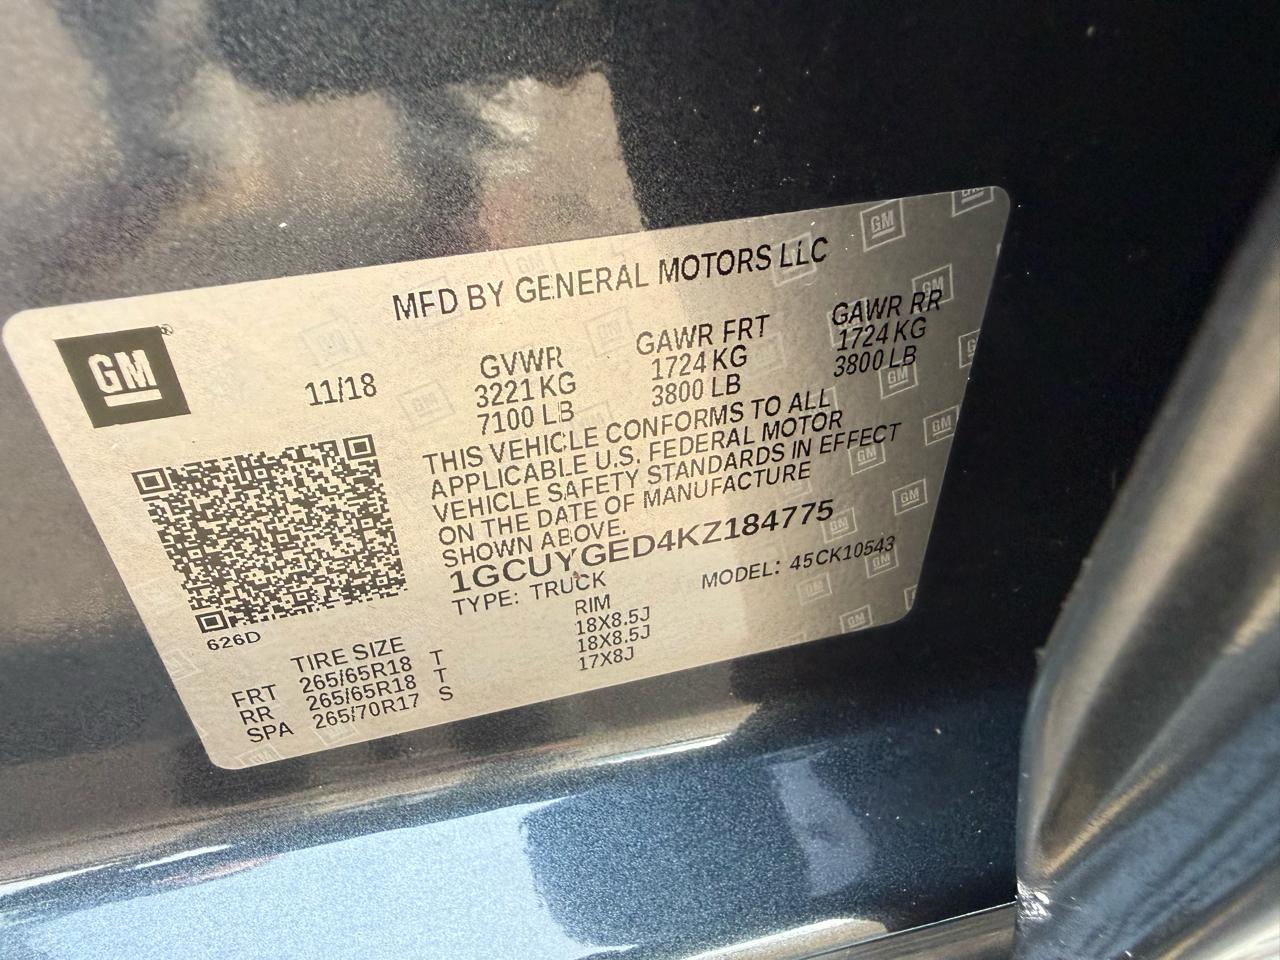 MFD BY GENERAL MOTORS LLC
GM
11/18
GVWR
3221 KG
7100 LB
GAWR FRT
1724 KG
3800 LB
GAWR RR
1724 KG
3800 LB
THIS VEHICLE CONFORMS TO ALL
APPLICABLE U.S. FEDERAL MOTOR
VEHICLE SAFETY STANDARDS IN EFFECT
ON THE DATE OF MANUFACTURE
SHOWN ABOVE.
1GCUYGED4KZ184775
TYPE: TRUCK MODEL: 45CK10543
626D
TIRE SIZE RIM
FRT 265/65R18 T 18X8.5J
RR 265/65R18 T 18X8.5J
SPA 265/70R17 S 17X8J